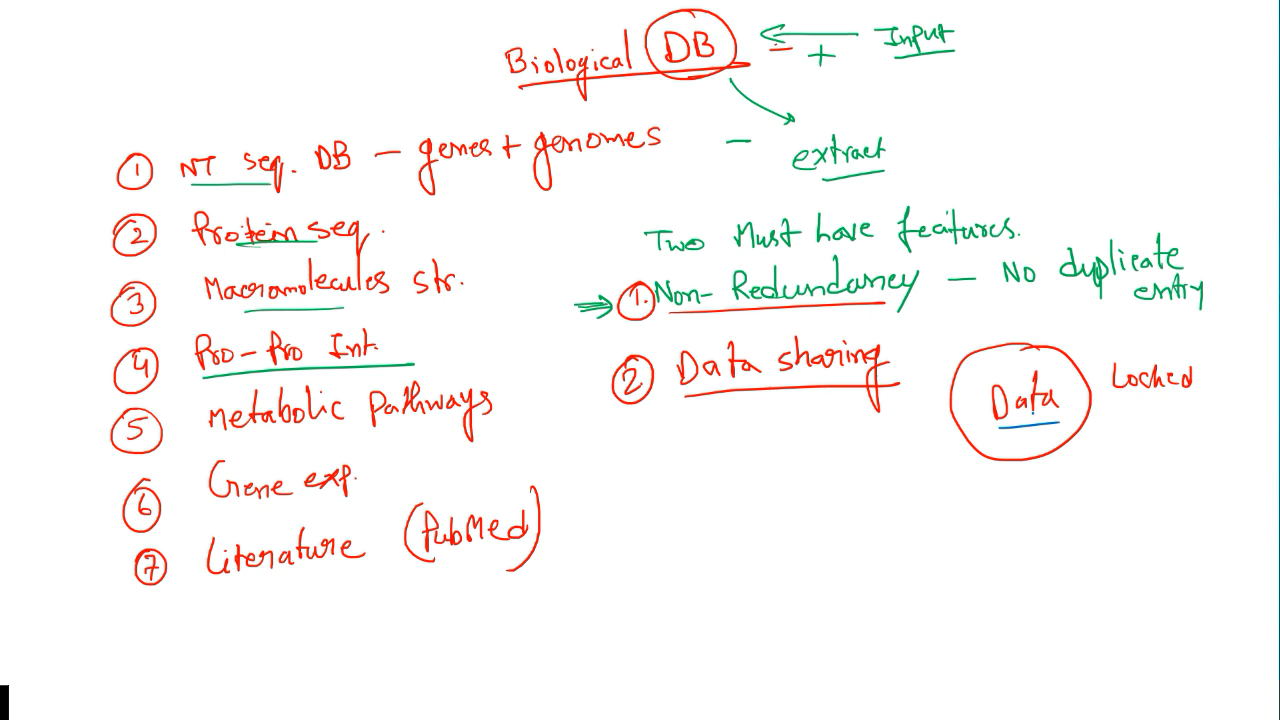 Biological DB ← + Input
extract
① NT seq. DB – genes + genomes –
② Protein seq.
③ Macromolecules str.
④ Pro-Pro Int.
⑤ Metabolic Pathways
⑥ Gene exp.
⑦ Literature (PubMed)
Two Must have features.
⇒ ① Non-Redundancy – No duplicate
entry
② Data sharing
Data Locked